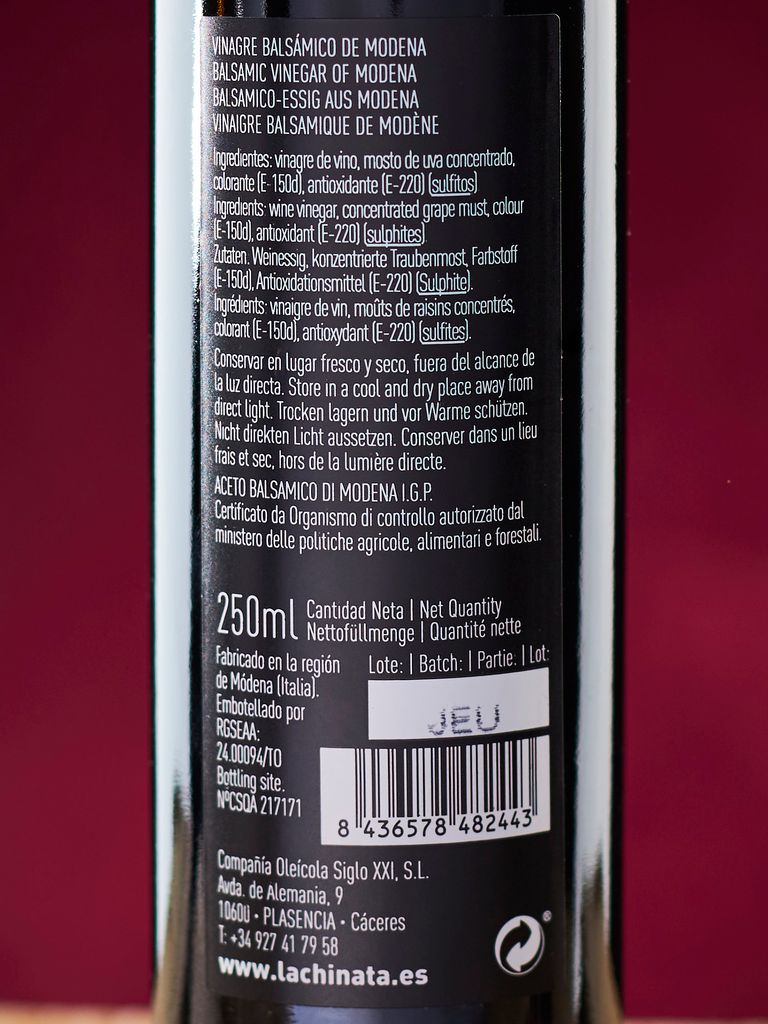 VINAGRE BALSÁMICO DE MODENA
BALSAMIC VINEGAR OF MODENA
BALSAMICO-ESSIG AUS MODENA
VINAIGRE BALSAMIQUE DE MODÈNE
Ingredientes: vinagre de vino, mosto de uva concentrado,
colorante (E-150d), antioxidante (E-220) (sulfitos)
Ingredients: wine vinegar, concentrated grape must, colour
(E-150d), antioxidant (E-220) (sulphites)
Zutaten. Weinessig, konzentrierte Traubenmost, Farbstoff
(E-150d), Antioxidationsmittel (E-220) (Sulphite).
Ingrédients: vinaigre de vin, moûts de raisins concentrés,
colorant (E-150d), antioxydant (E-220) (sulfites).
Conservar en lugar fresco y seco, fuera del alcance de
la luz directa. Store in a cool and dry place away from
direct light. Trocken lagern und vor Wärme schützen.
Nicht direkten Licht aussetzen. Conserver dans un lieu
frais et sec, hors de la lumière directe.
ACETO BALSAMICO DI MODENA I.G.P.
Certificato da Organismo di controllo autorizzato dal
ministero delle politiche agricole, alimentari e forestali.
250ml Cantidad Neta | Net Quantity
Nettofüllmenge | Quantité nette
Fabricado en la región
de Módena (Italia).
Embotellado por
RGSEAA:
24.00094/TO
Bottling site.
NºCSQA 217171
Lote: | Batch: | Partie: | Lot:
JEU
8 436578 482443
Compañía Oleícola Siglo XXI, S.L.
Avda. de Alemania, 9
10600 · PLASENCIA · Cáceres
T: +34 927 41 79 58
www.lachinata.es
®